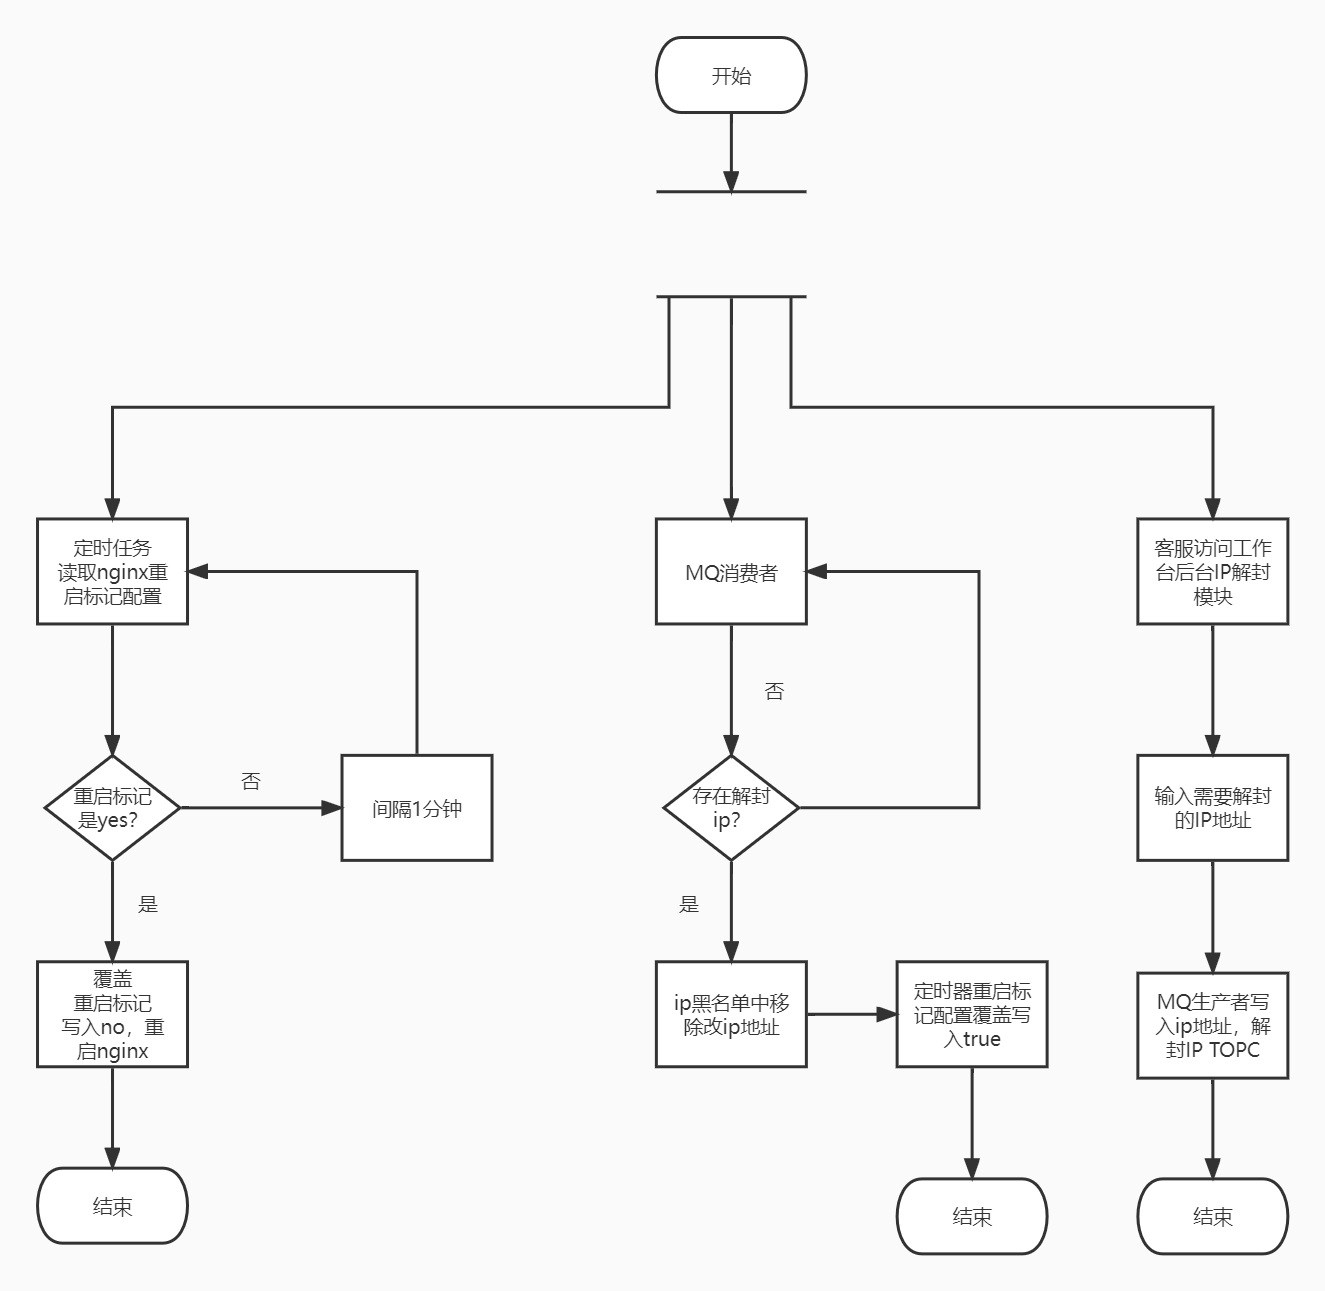 开始
定时任务
读取nginx重
启标记配置
MQ消费者
客服访问工作
台后台IP解封
模块
否
重启标记
是yes?
否
间隔1分钟
存在解封
ip?
输入需要解封
的IP地址
是
是
覆盖
重启标记
写入no，重
启nginx
ip黑名单中移
除改ip地址
定时器重启标
记配置覆盖写
入true
MQ生产者写
入ip地址，解
封IP TOPC
结束
结束
结束